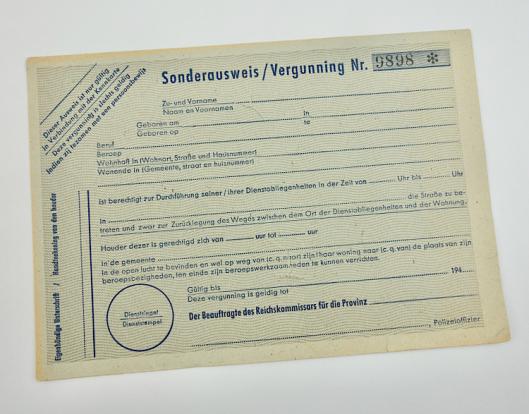 Dieser Ausweis ist nur gültig
in Verbindung mit der Kennkarte
Deze vergunning is slechts geldig
indien zij tezamen met een persoonsbewijs
Sonderausweis / Vergunning Nr. 9898 *
Zu- und Vorname
Naam en Voornamen
Geboren am in
Geboren op te
Beruf
Beroep
Wohnhaft in (Wohnort, Straße und Hausnummer)
Wonende in (Gemeente, straat en huisnummer)
ist berechtigt zur Durchführung seiner / ihrer Dienstobliegenheiten in der Zeit von Uhr bis Uhr
in die Straße zu be-
treten und zwar zur Zurücklegung des Weges zwischen dem Ort der Dienstobliegenheiten und der Wohnung.
Houder dezer is gerechtigd zich van uur tot uur
in de gemeente
in de open lucht te bevinden en wel op weg van (c. q. naar) zijn/haar woning naar (c. q. van) de plaats van zijn
beroepsbezigheden, ten einde zijn beroepswerkzaamheden te kunnen verrichten.
Gültig bis
Deze vergunning is geldig tot 194
Der Beauftragte des Reichskommissars für die Provinz
, Polizeioffizier
Dienstsiegel
Dienststempel
Eigenhändige Unterschrift / Handteekening van den houder